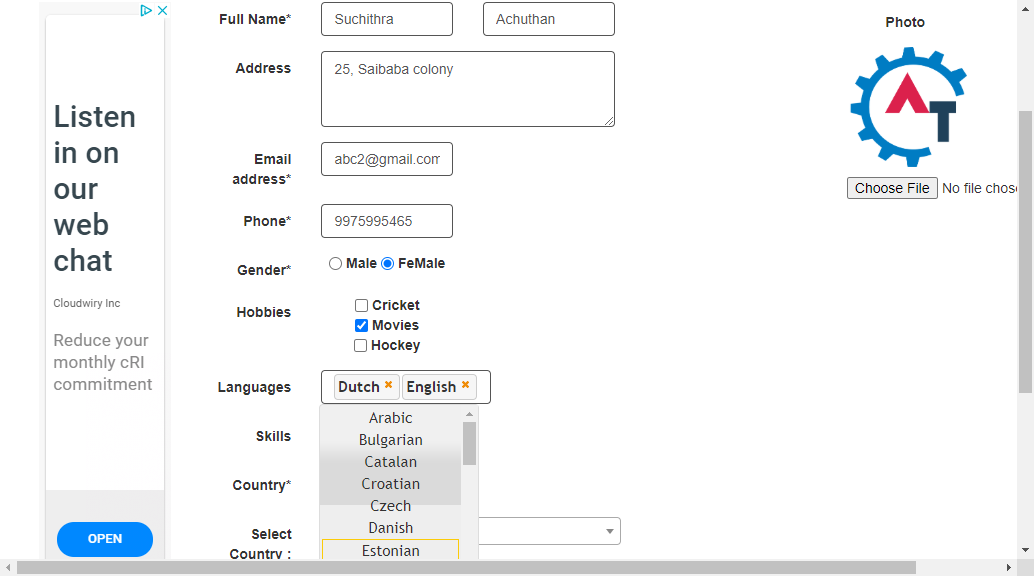 Listen
in on
our
web
chat
Cloudwiry Inc
Reduce your
monthly cRI
commitment
OPEN
Full Name*
Suchithra
Achuthan
Address
25, Saibaba colony
Email
address*
abc2@gmail.com
Phone*
9975995465
Gender*
Male FeMale
Hobbies
Cricket
Movies
Hockey
Languages
Dutch English
Arabic
Bulgarian
Catalan
Croatian
Czech
Danish
Estonian
Skills
Country*
Select
Country :
Photo
AT
Choose File No file chose